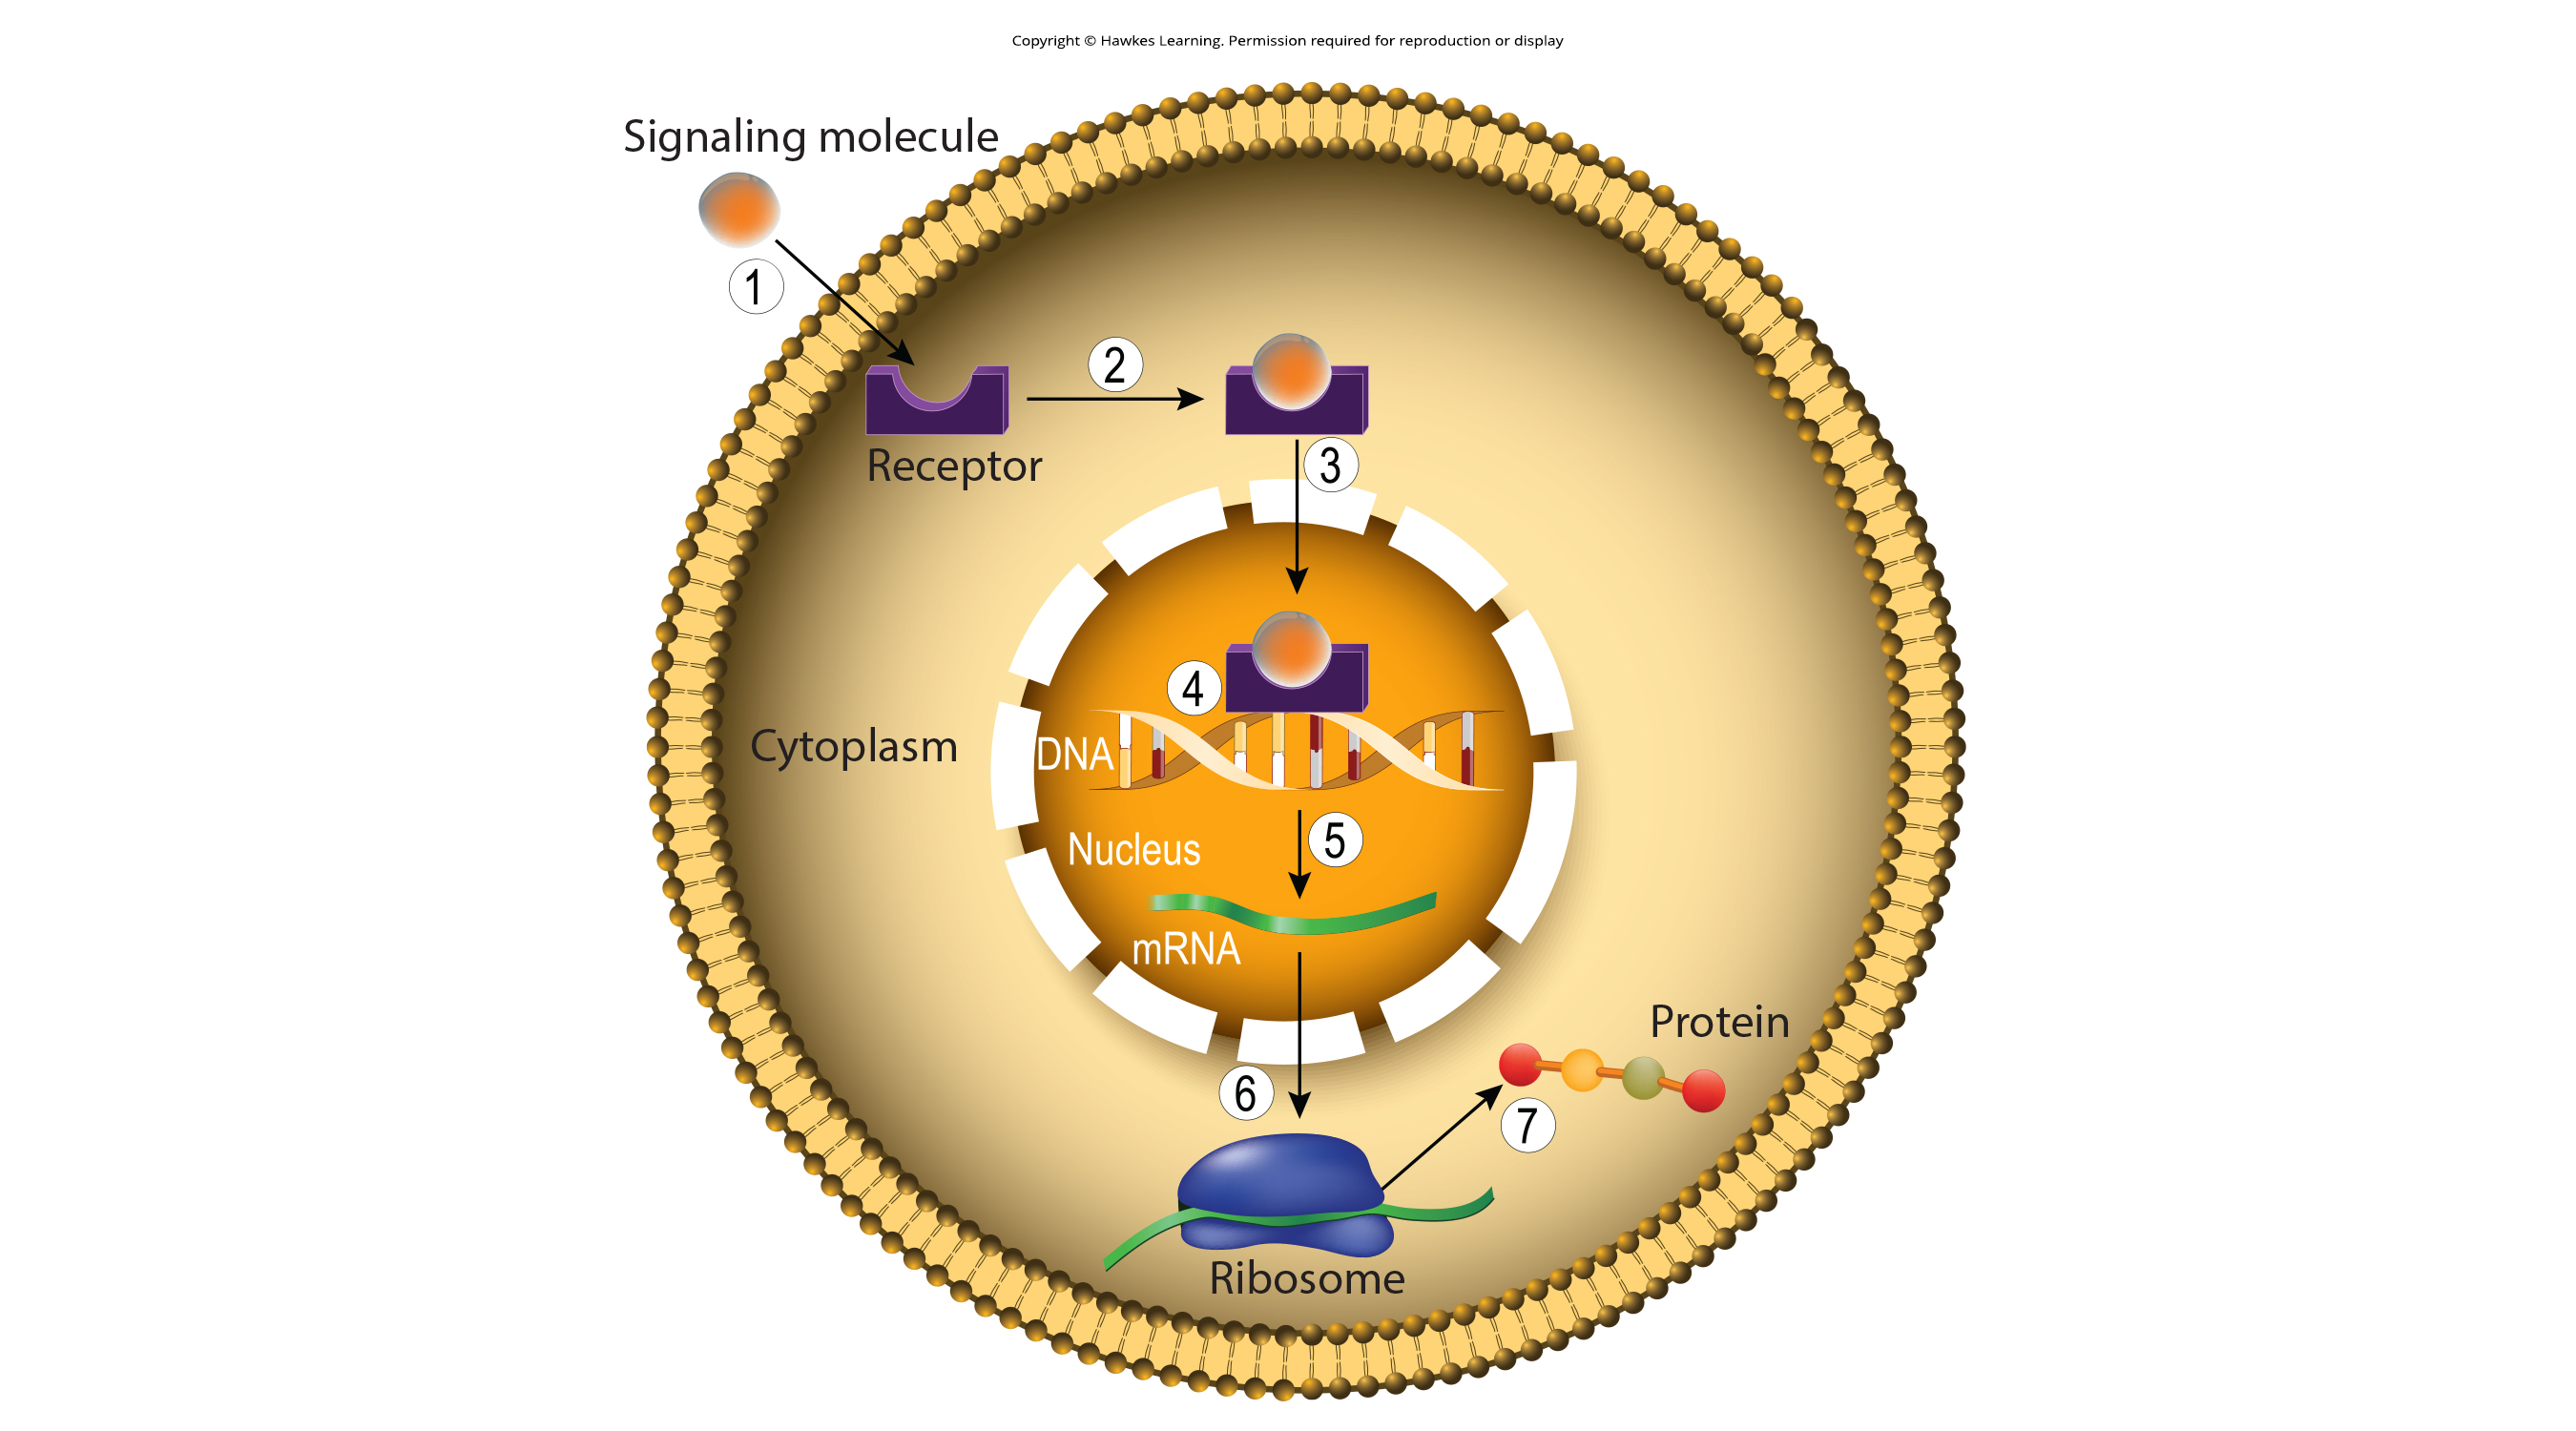 Copyright © Hawkes Learning. Permission required for reproduction or display
Signaling molecule
1
2
Receptor
3
4
Cytoplasm
DNA
5
Nucleus
mRNA
Protein
6
7
Ribosome